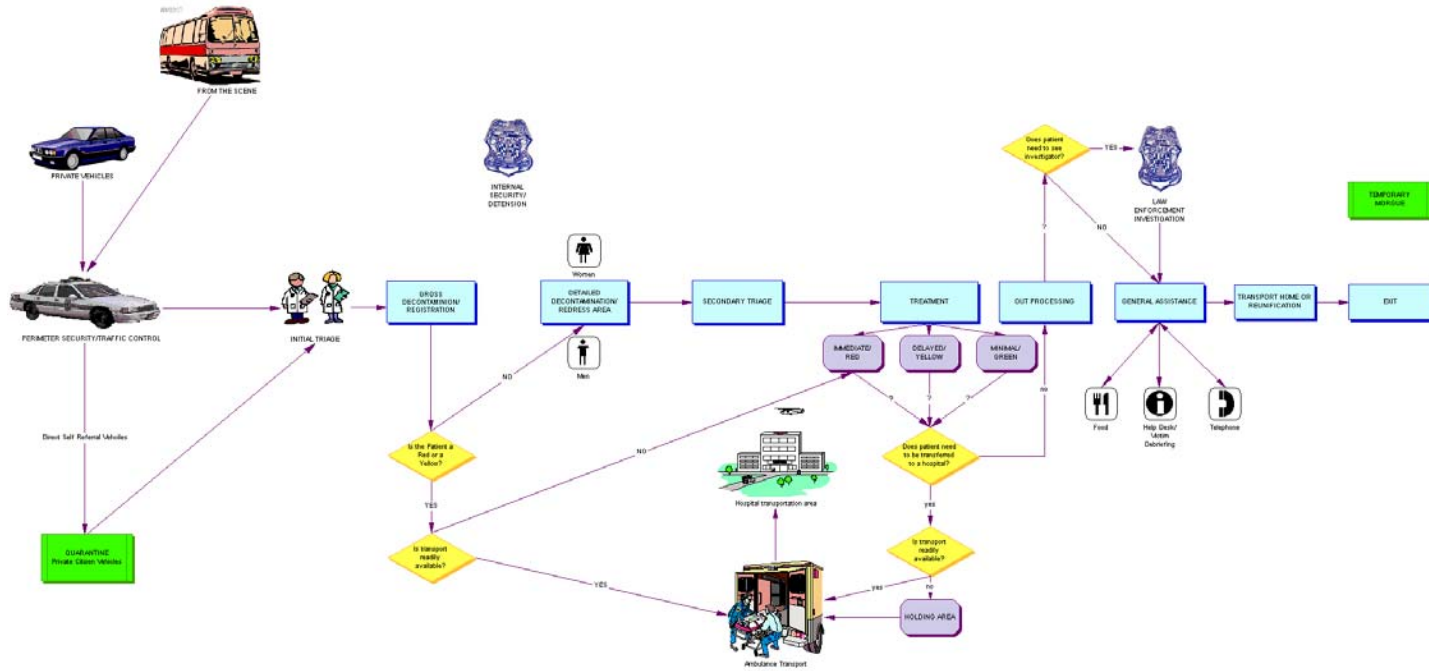 FROM THE SCENE
PRIVATE VEHICLES
INTERNAL
SECURITY/
DETENSION
Does patient
need to see
investigator?
YES
LAW
ENFORCEMENT
INVESTIGATION
TEMPORARY
MORGUE
?
NO
PERIMETER SECURITY/TRAFFIC CONTROL
INITIAL TRIAGE
GROSS
DECONTAMINION/
REGISTRATION
Women
DETAILED
DECONTAMINATION/
REDRESS AREA
Men
SECONDARY TRIAGE
TREATMENT
OUT PROCESSING
GENERAL ASSISTANCE
TRANSPORT HOME OR
REUNIFICATION
EXIT
IMMEDIATE/
RED
DELAYED/
YELLOW
MINIMAL/
GREEN
NO
no
?
?
?
Food
Help Desk/
Victim
Debriefing
Telephone
Direct Self Referral Vehicles
Is the Patient a
Red or a
Yellow?
NO
Does patient need
to be transferred
to a hospital?
Hospital transportation area
YES
yes
QUARANTINE
Private Citizen Vehicles
Is transport
readily
available?
YES
Is transport
readily
available?
yes
no
HOLDING AREA
Ambulance Transport